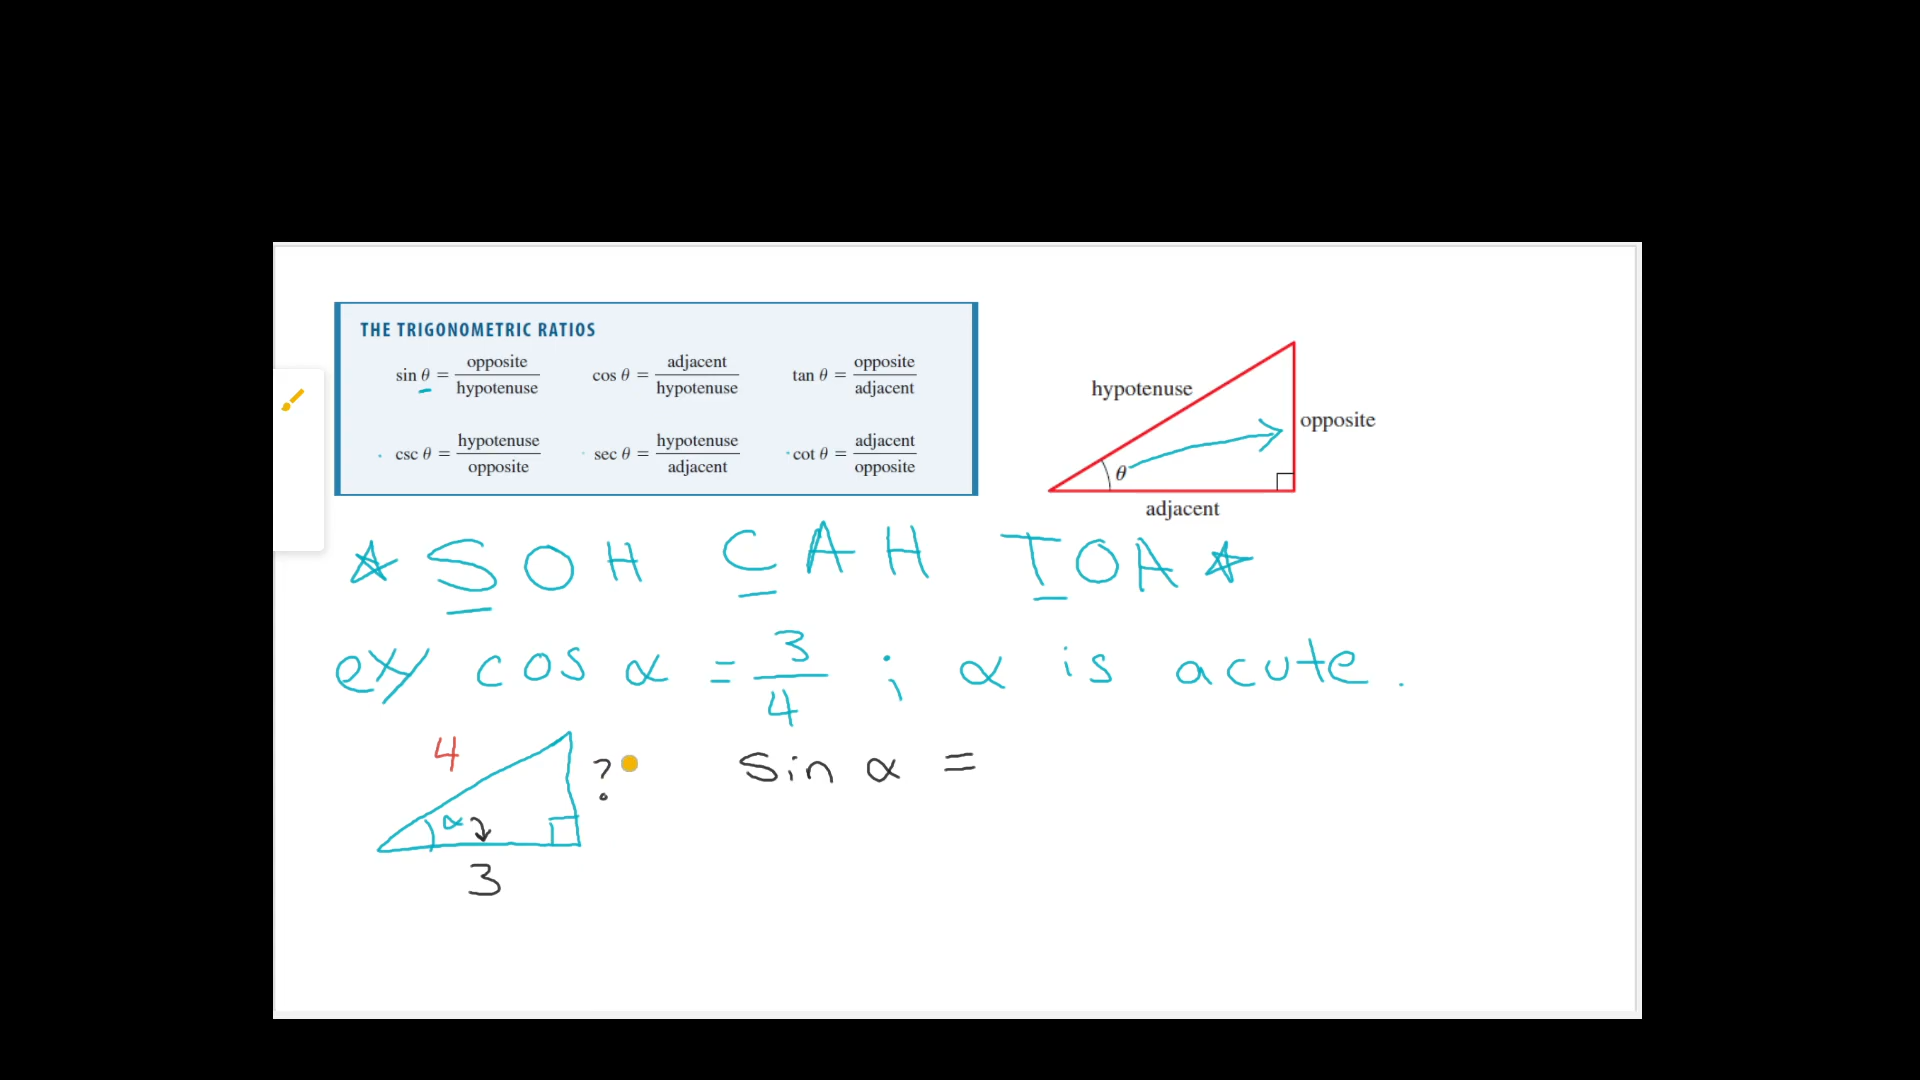 THE TRIGONOMETRIC RATIOS
sin θ = opposite / hypotenuse cos θ = adjacent / hypotenuse tan θ = opposite / adjacent
csc θ = hypotenuse / opposite sec θ = hypotenuse / adjacent cot θ = adjacent / opposite
hypotenuse
opposite
θ
adjacent
☆ SOH CAH TOA ☆
ex/ cos α = 3/4 ; α is acute.
4
?
sin α =
α
3